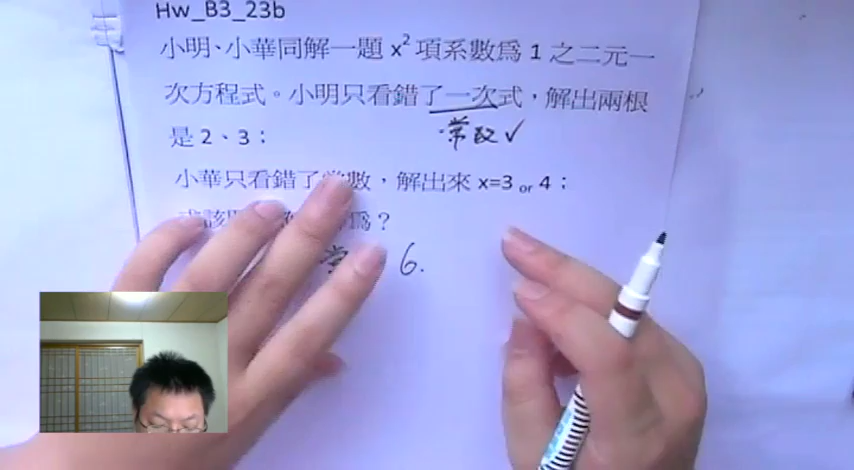 Hw_B3_23b
小明、小華同解一題 x² 項系數為 1 之二元一
次方程式。小明只看錯了一次式，解出兩根
是 2、3；
常數✓
小華只看錯了常數，解出來 x=3 or 4；
為？
常 6.